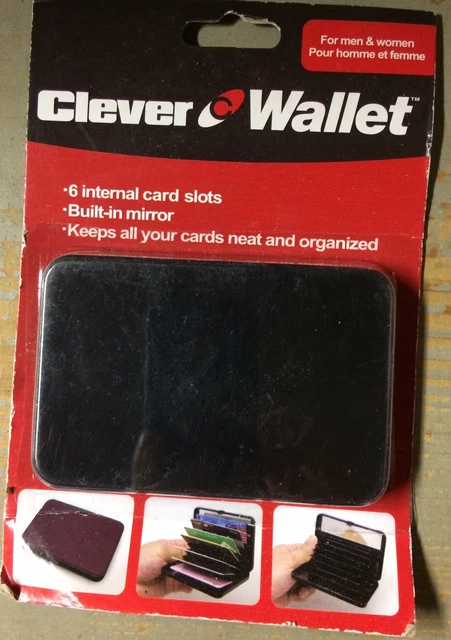 For men & women
Pour homme et femme
Clever C Wallet™
·6 internal card slots
·Built-in mirror
·Keeps all your cards neat and organized